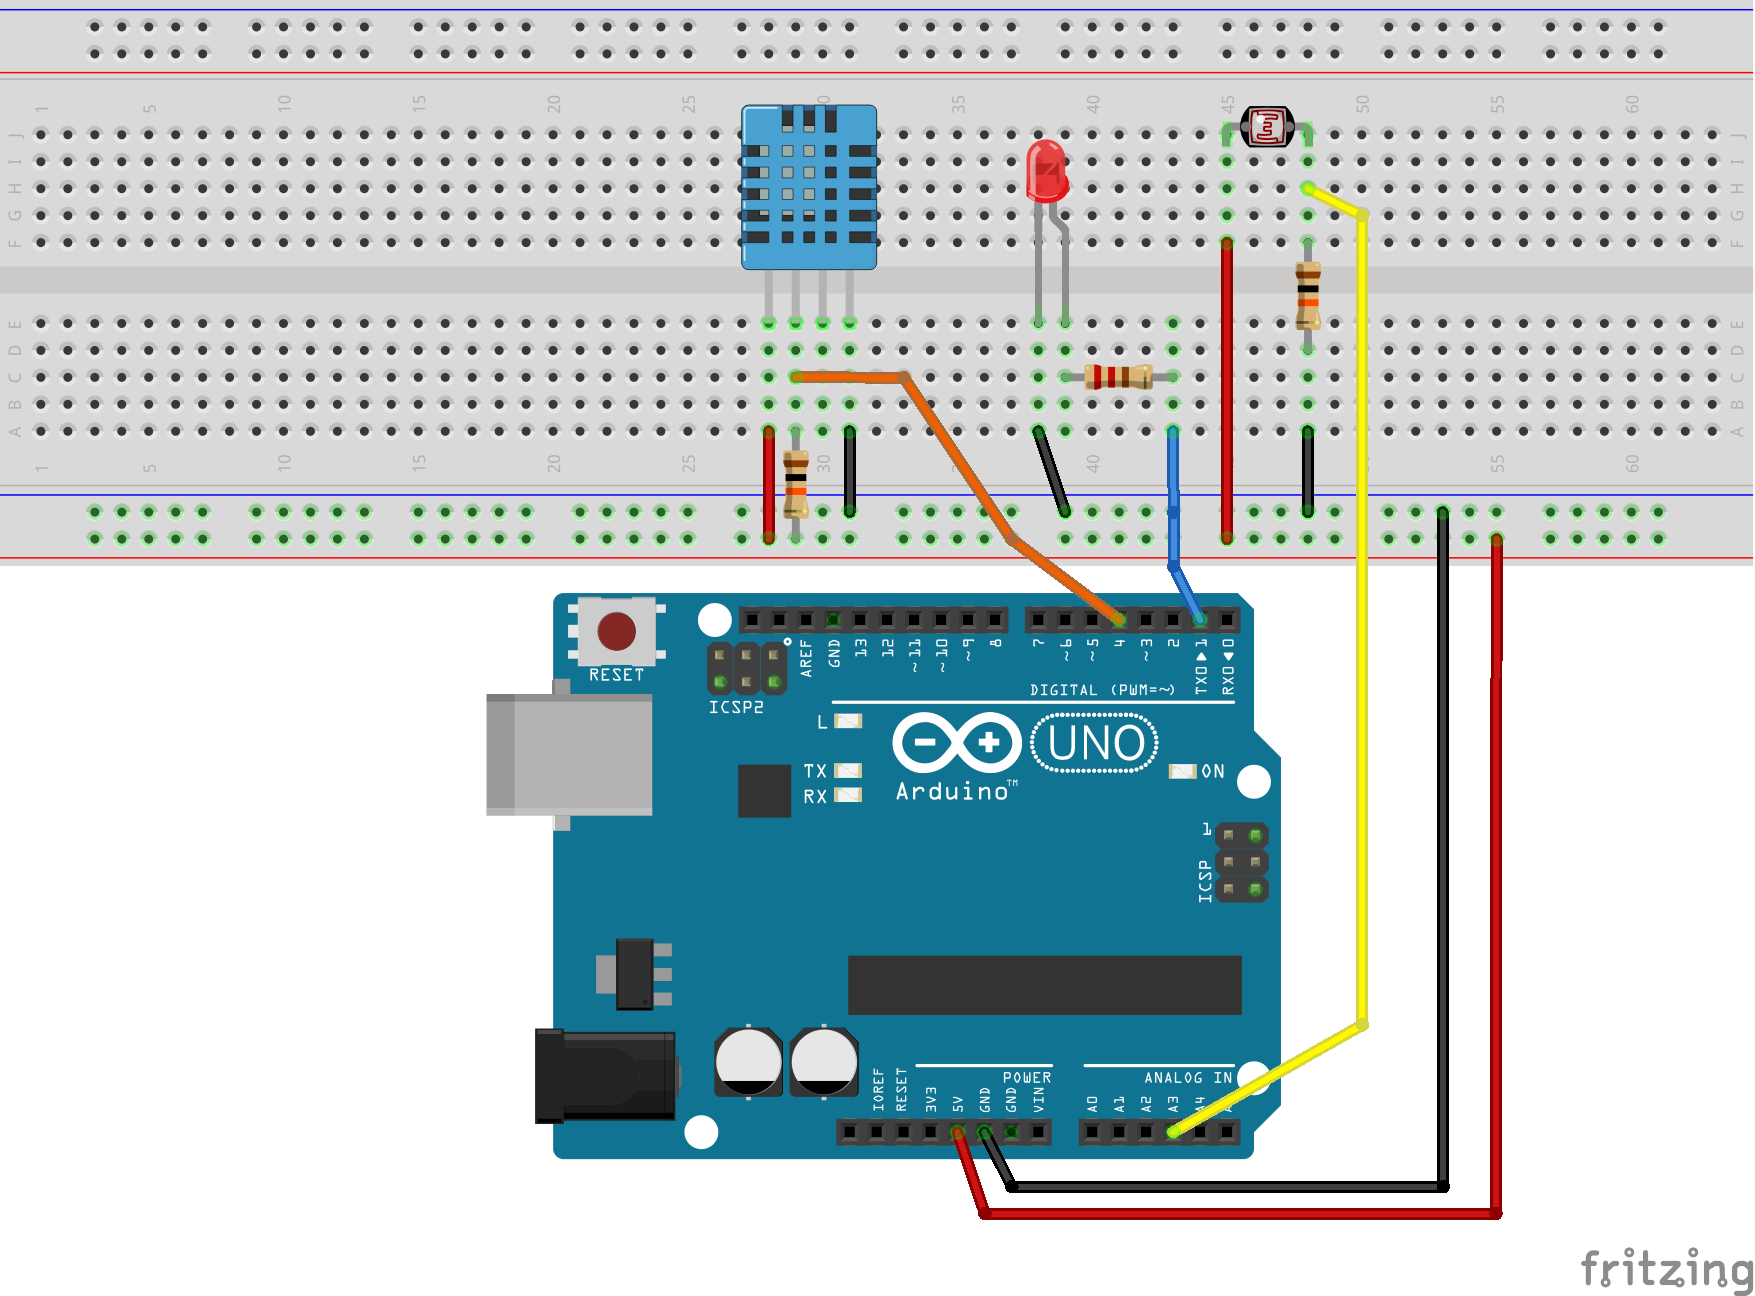 1 5 10 15 20 25 30 35 40 45 50 55 60
J J
I I
H H
G G
F F
E E
D D
C C
B B
A A
1 5 10 15 20 25 30 35 40 55 60
RESET
ICSP2
AREF GND 13 12 ~11 ~10 ~9 8 7 ~6 ~5 4 ~3 2 TXO 1 RXO 0
DIGITAL (PWM=~)
L
TX
RX
UNO
Arduino™
ON
1
ICSP
POWER
ANALOG IN
IOREF RESET 3V3 5V GND GND VIN A0 A1 A2 A3 A4
fritzing